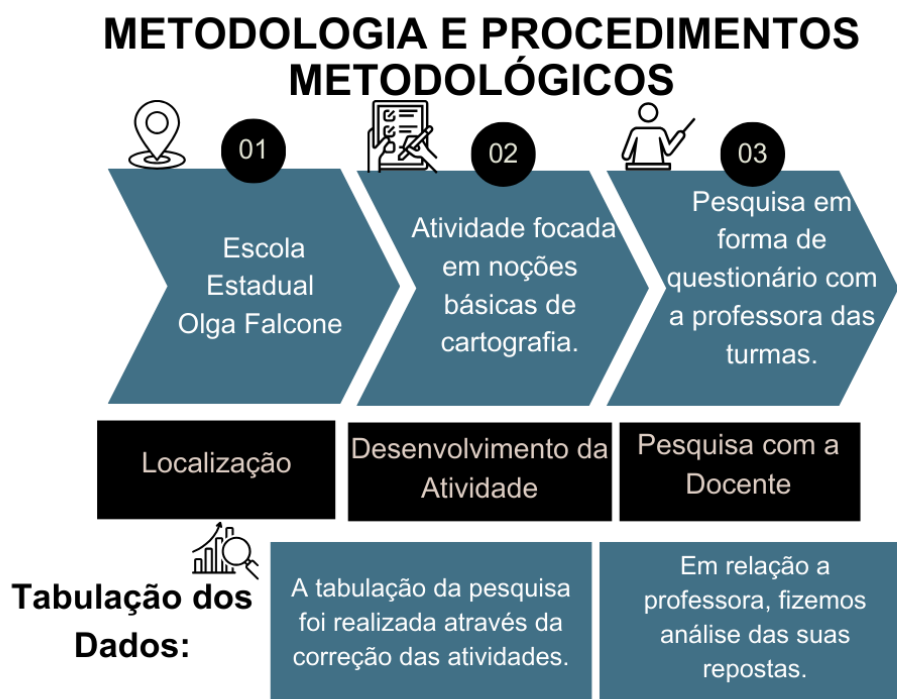 METODOLOGIA E PROCEDIMENTOS
METODOLÓGICOS
01
Escola
Estadual
Olga Falcone
Localização
02
Atividade focada
em noções
básicas de
cartografia.
Desenvolvimento da
Atividade
03
Pesquisa em
forma de
questionário com
a professora das
turmas.
Pesquisa com a
Docente
Tabulação dos
Dados:
A tabulação da pesquisa
foi realizada através da
correção das atividades.
Em relação a
professora, fizemos
análise das suas
repostas.